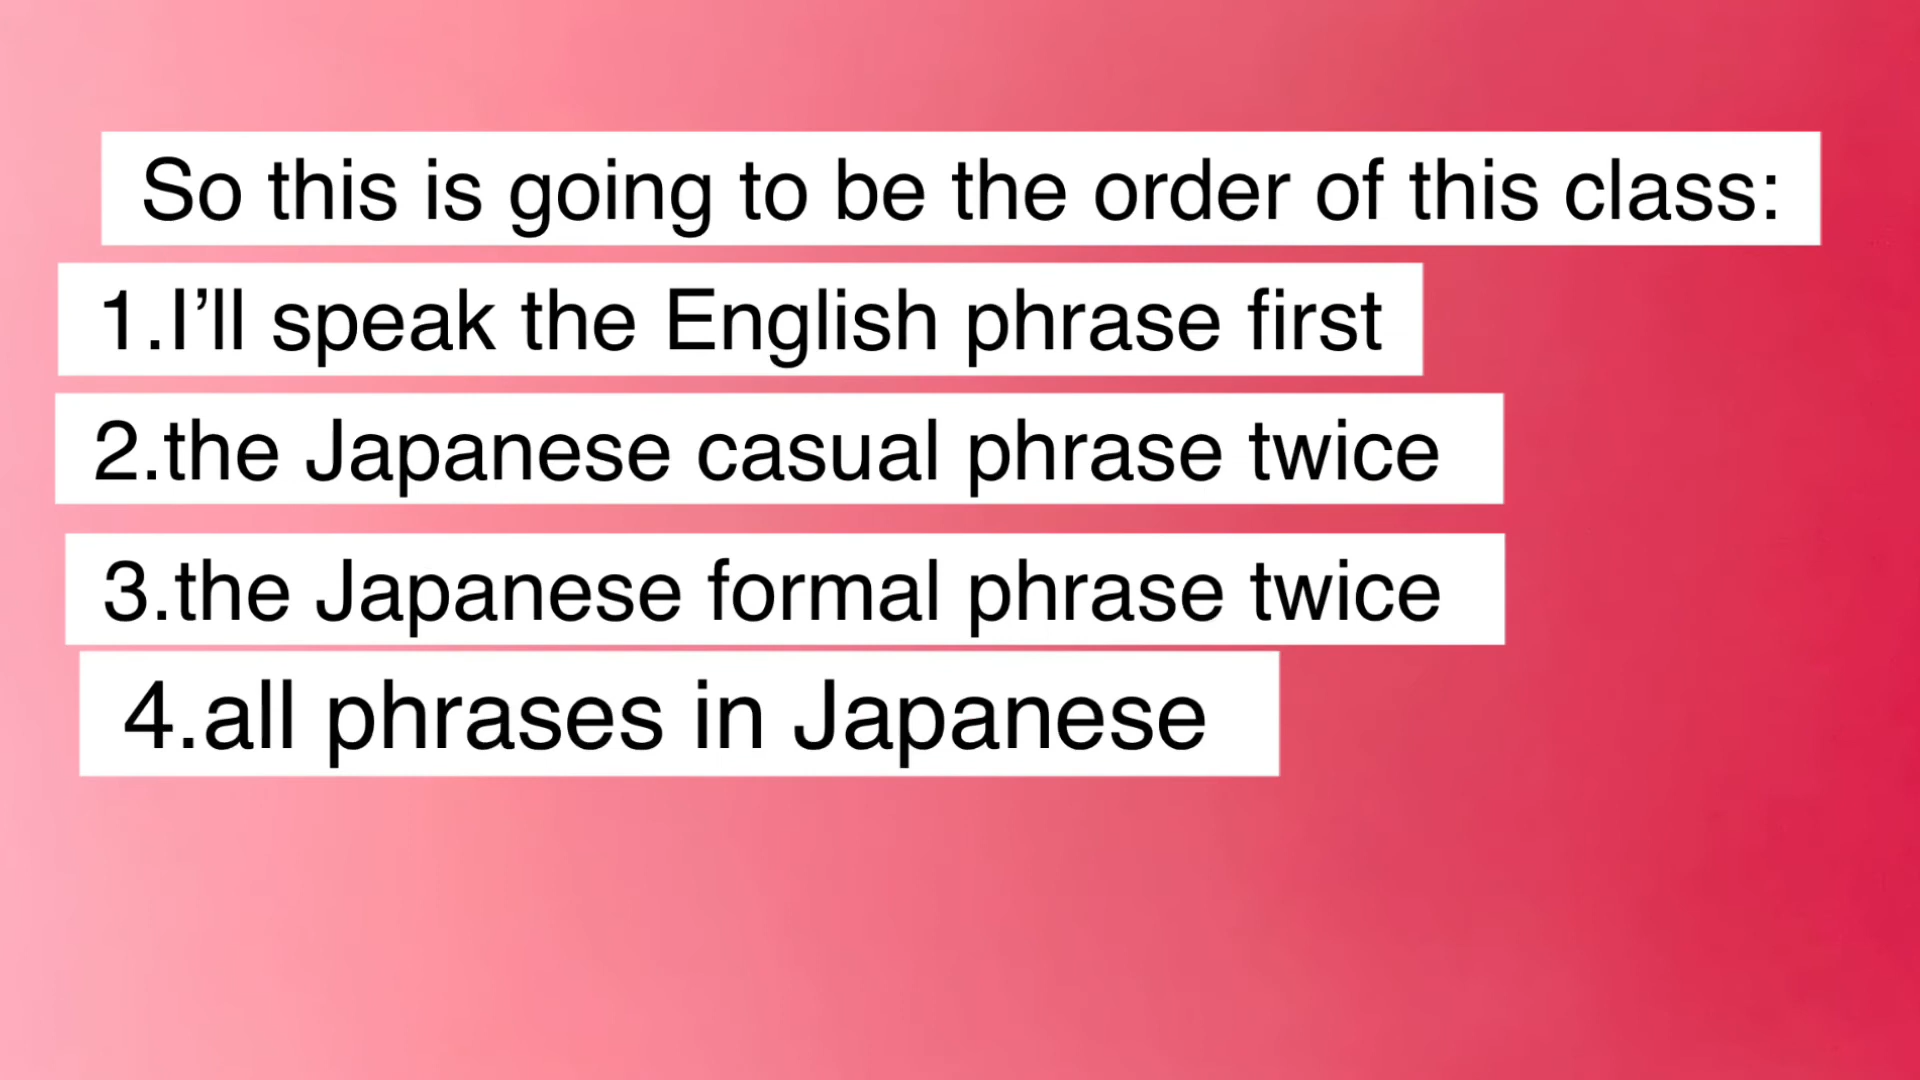 So this is going to be the order of this class:
1.I’ll speak the English phrase first
2.the Japanese casual phrase twice
3.the Japanese formal phrase twice
4.all phrases in Japanese